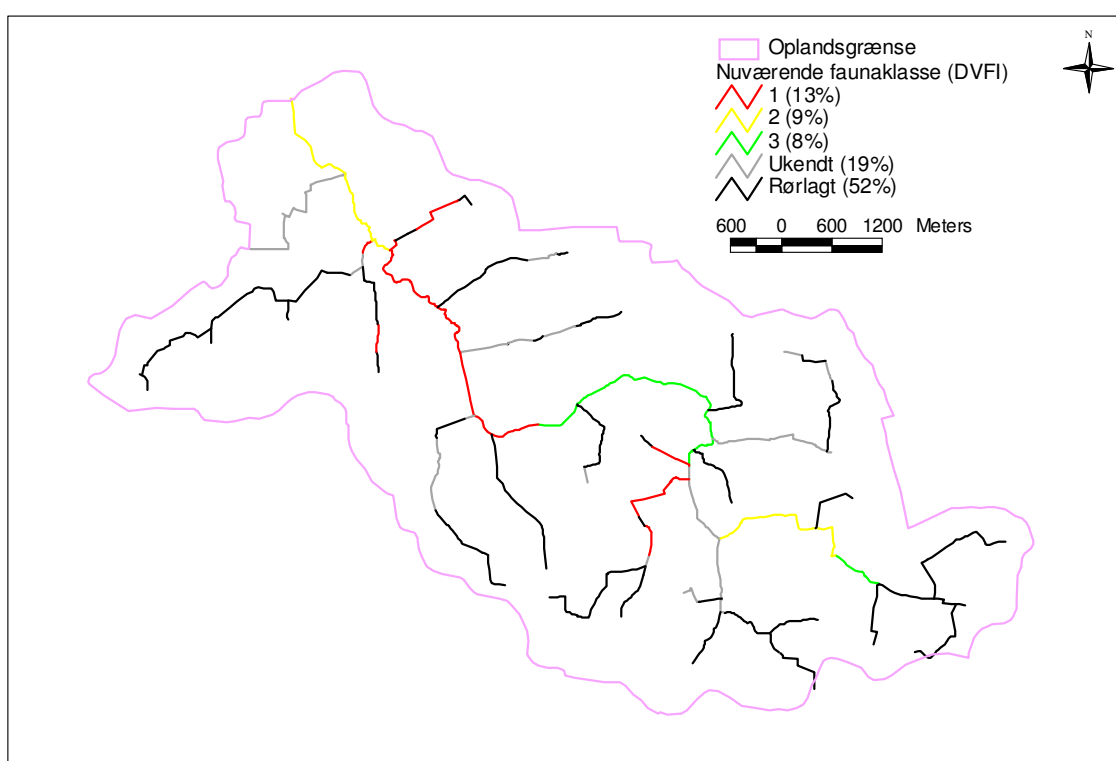 N
Oplandsgrænse
Nuværende faunaklasse (DVFI)
1 (13%)
2 (9%)
3 (8%)
Ukendt (19%)
Rørlagt (52%)
600 0 600 1200 Meters